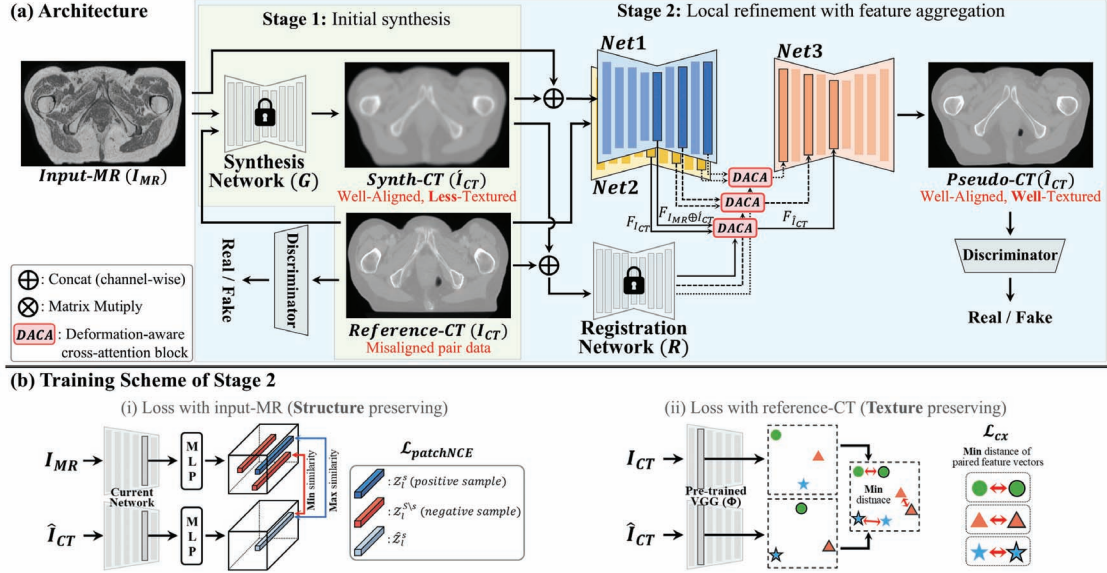 (a) Architecture
Stage 1: Initial synthesis
Stage 2: Local refinement with feature aggregation
Input-MR (I_MR)
Synthesis
Network (G)
Synth-CT (Í_CT)
Well-Aligned, Less-Textured
Reference-CT (I_CT)
Misaligned pair data
Discriminator
Real / Fake
⊕ : Concat (channel-wise)
⊗ : Matrix Mutiply
DACA : Deformation-aware
cross-attention block
Net1
Net2
Net3
DACA
DACA
DACA
F_I_CT
F_I_MR⊕Í_CT
F_Î_CT
Registration
Network (R)
Pseudo-CT(Î_CT)
Well-Aligned, Well-Textured
Discriminator
Real / Fake
(b) Training Scheme of Stage 2
(i) Loss with input-MR (Structure preserving)
I_MR
Î_CT
Current
Network
MLP
MLP
Min similarity
Max similarity
L_patchNCE
: Z_l^s (positive sample)
: Z_l^S\s (negative sample)
: Ẑ_l^s
(ii) Loss with reference-CT (Texture preserving)
I_CT
Î_CT
Pre-trained
VGG (Φ)
Min
distnace
L_cx
Min distance of
paired feature vectors